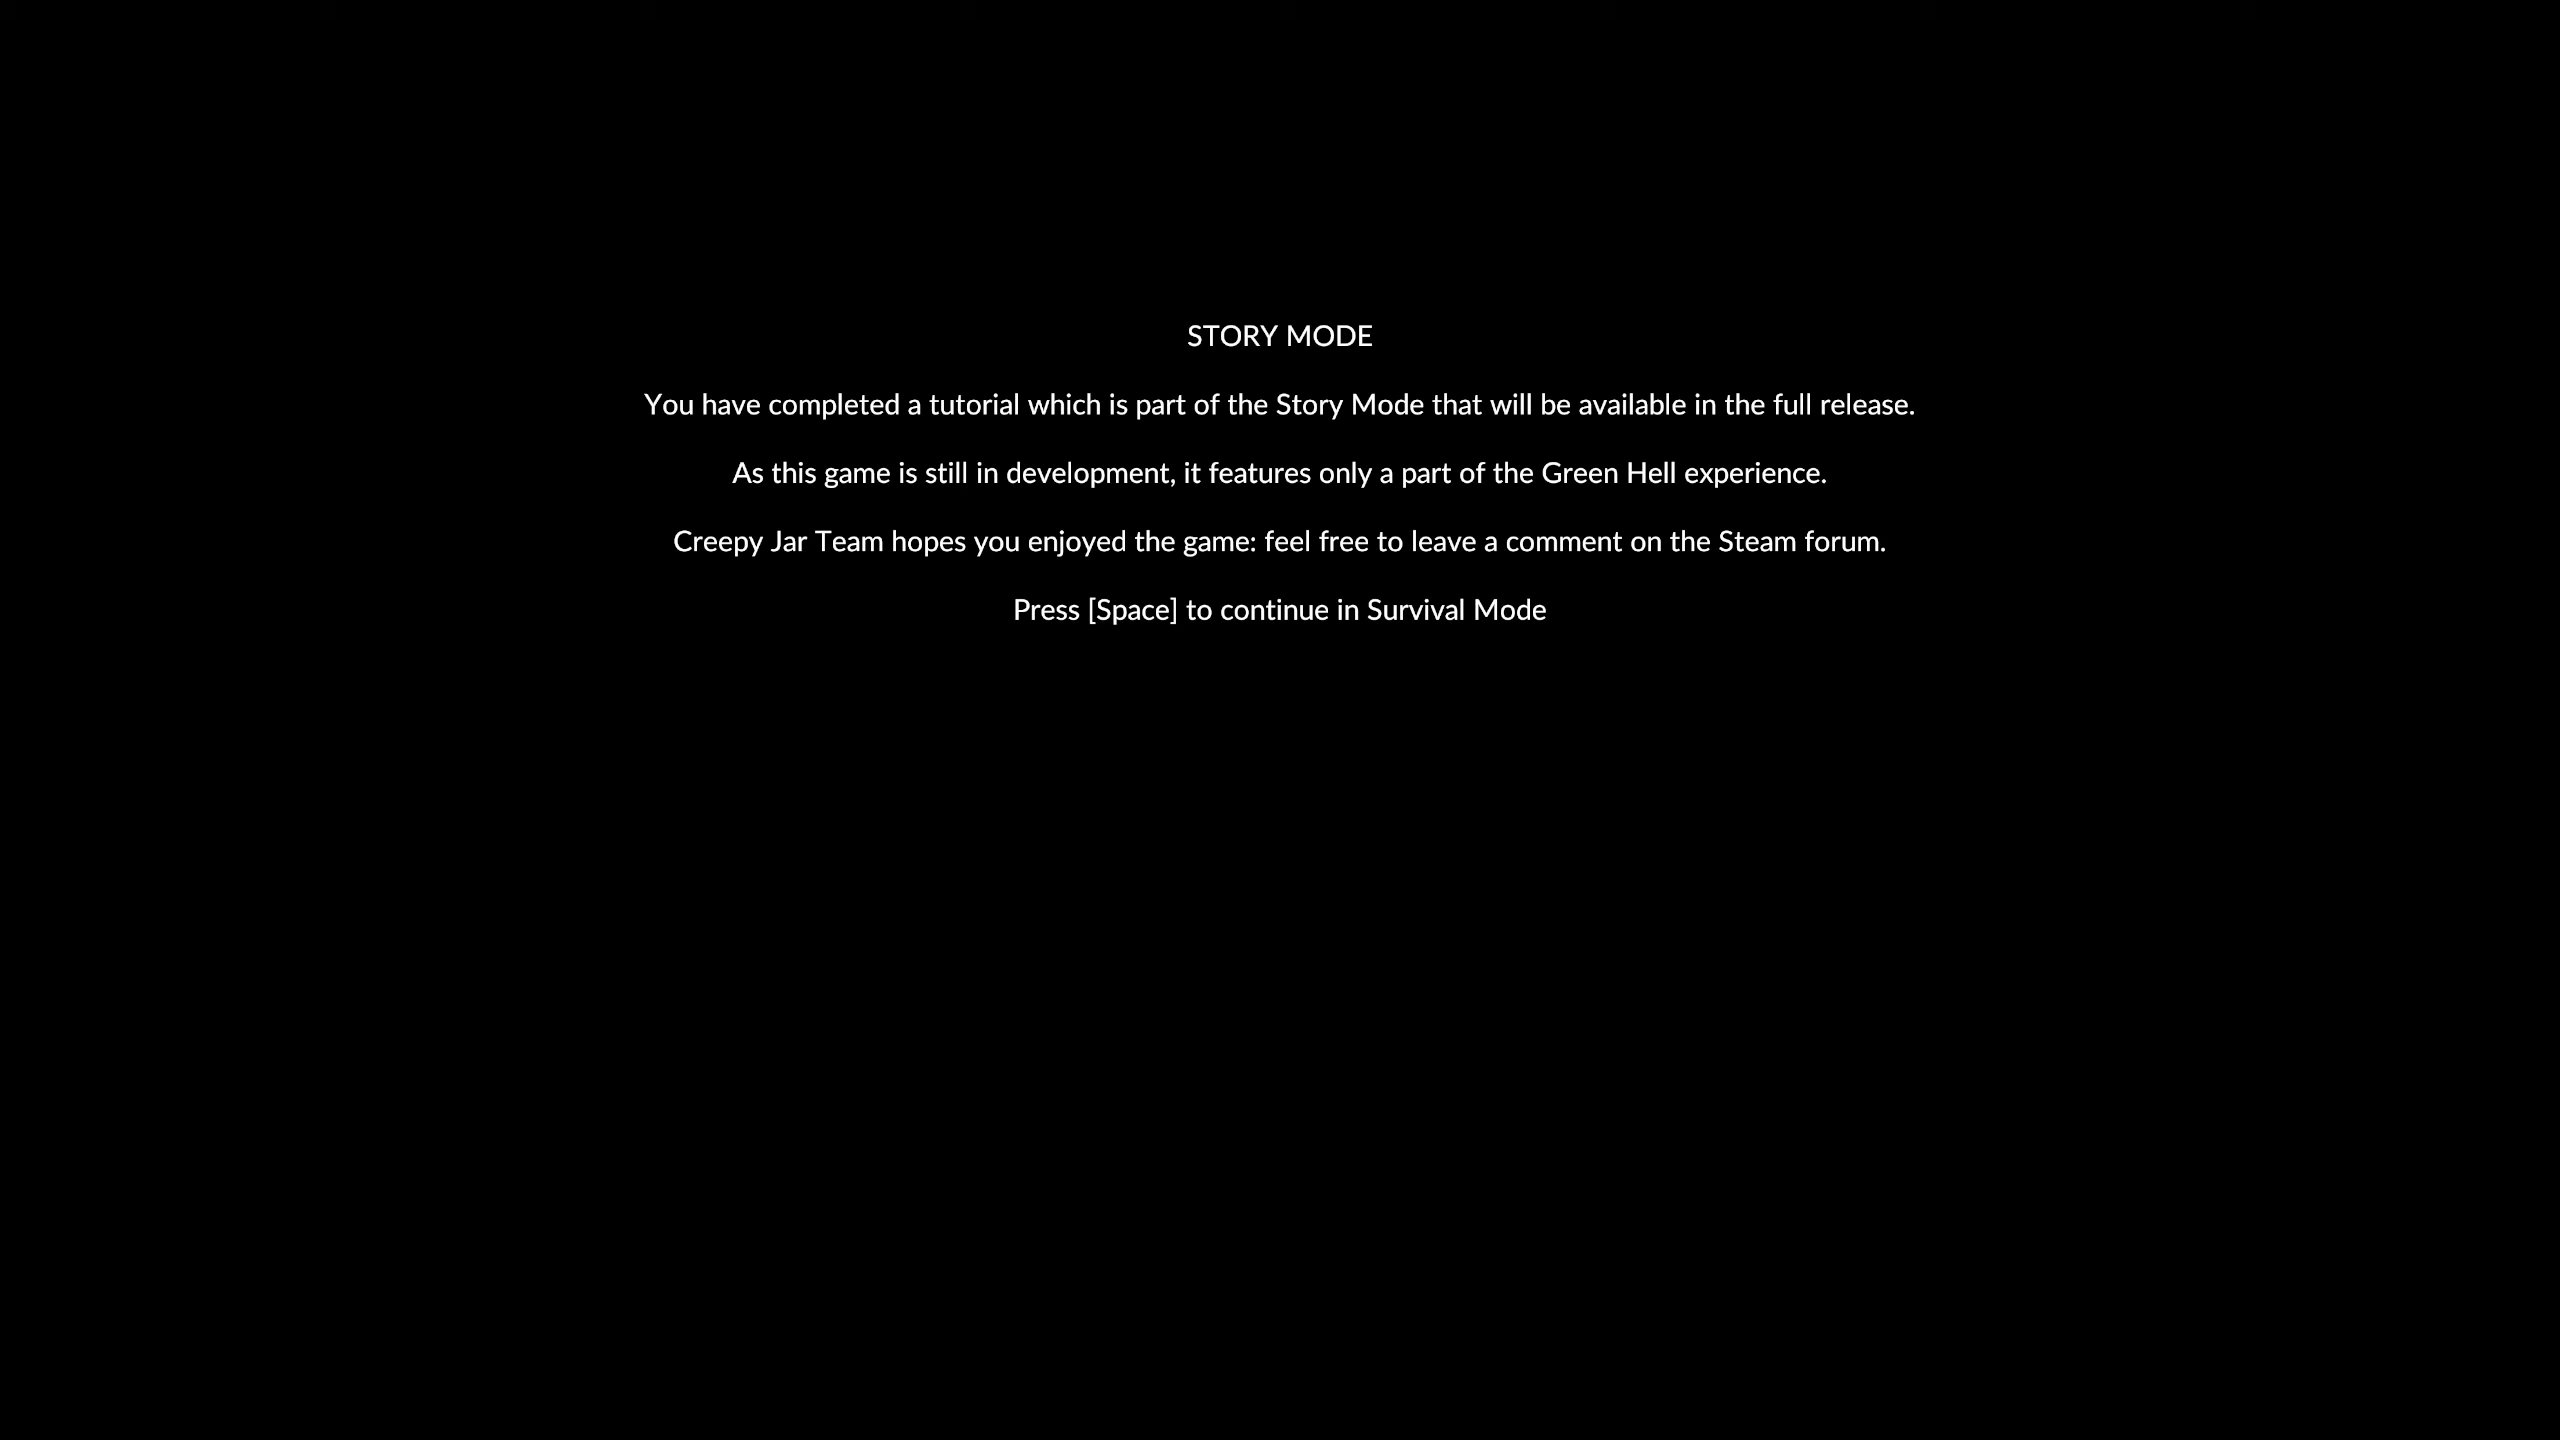 STORY MODE
You have completed a tutorial which is part of the Story Mode that will be available in the full release.
As this game is still in development, it features only a part of the Green Hell experience.
Creepy Jar Team hopes you enjoyed the game: feel free to leave a comment on the Steam forum.
Press [Space] to continue in Survival Mode